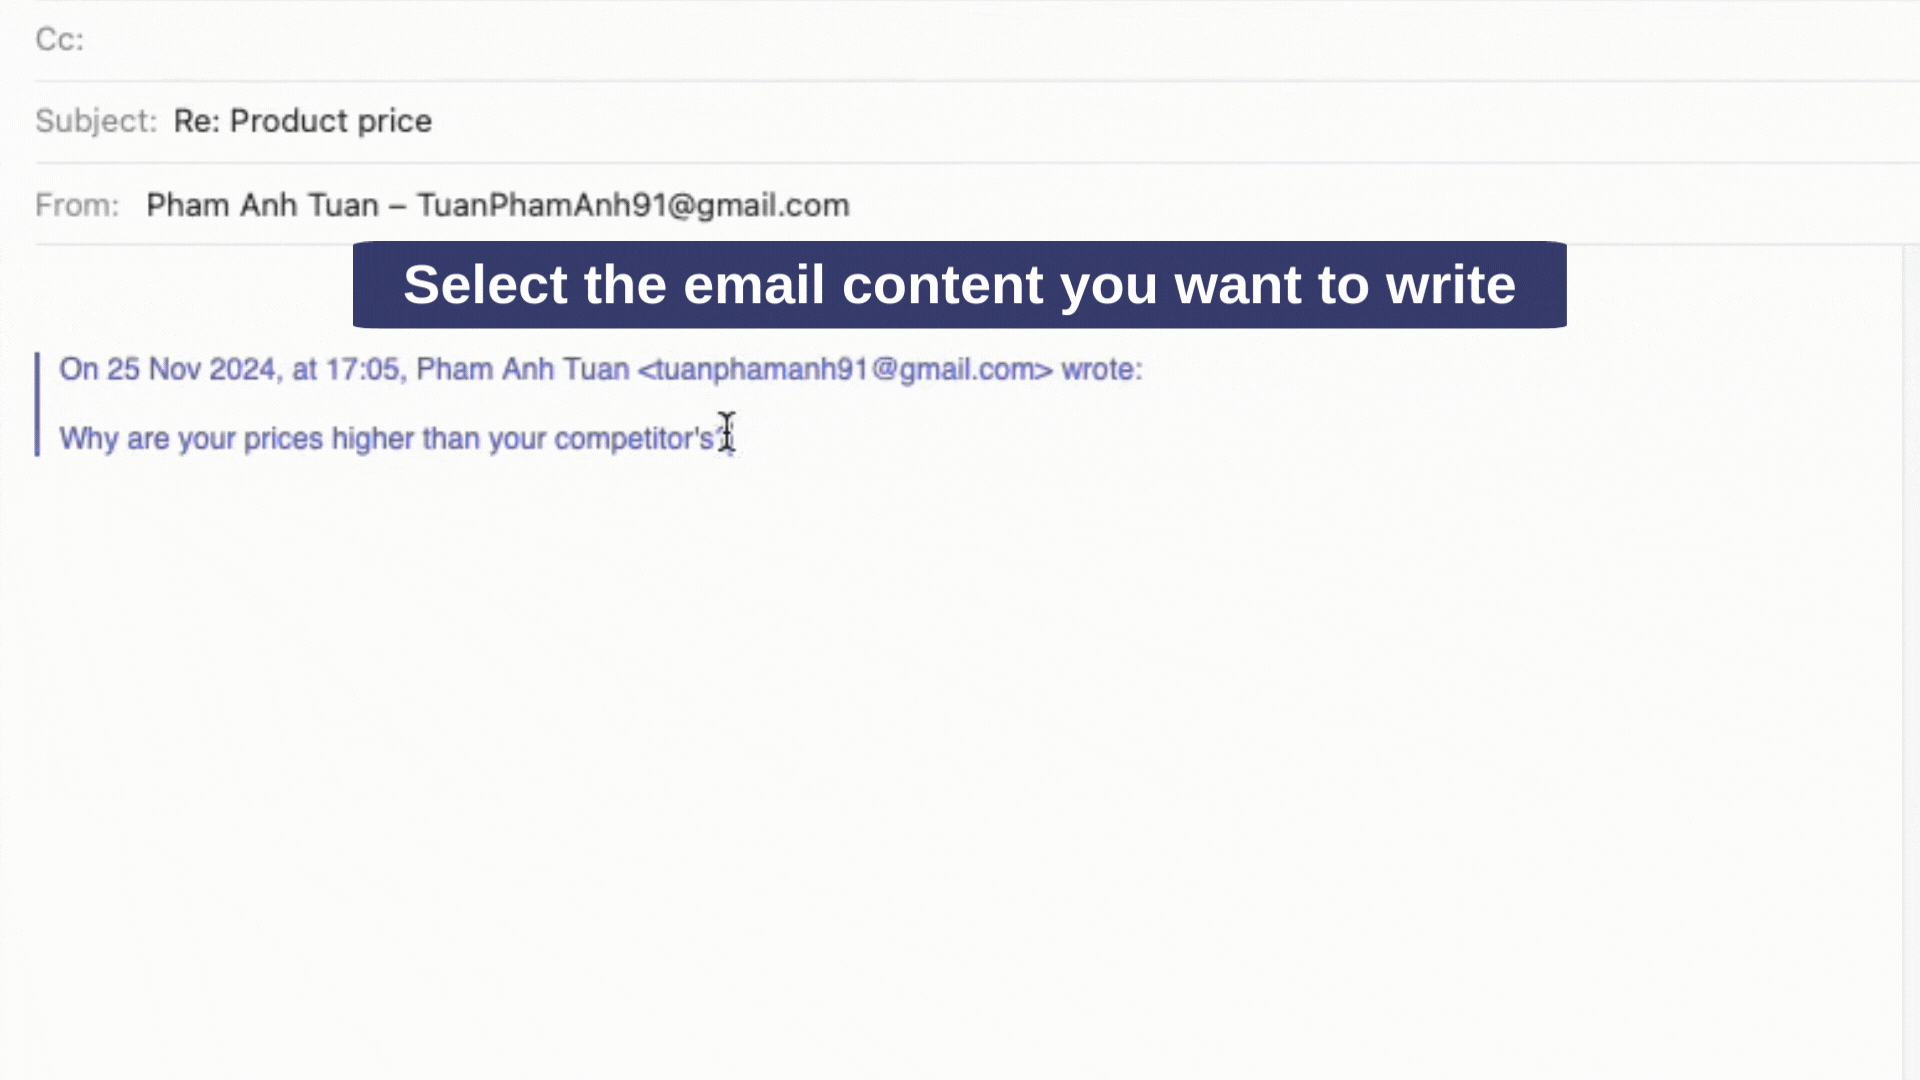 Cc:
Subject: Re: Product price
From: Pham Anh Tuan – TuanPhamAnh91@gmail.com
Select the email content you want to write
On 25 Nov 2024, at 17:05, Pham Anh Tuan <tuanphamanh91@gmail.com> wrote:
Why are your prices higher than your competitor's?